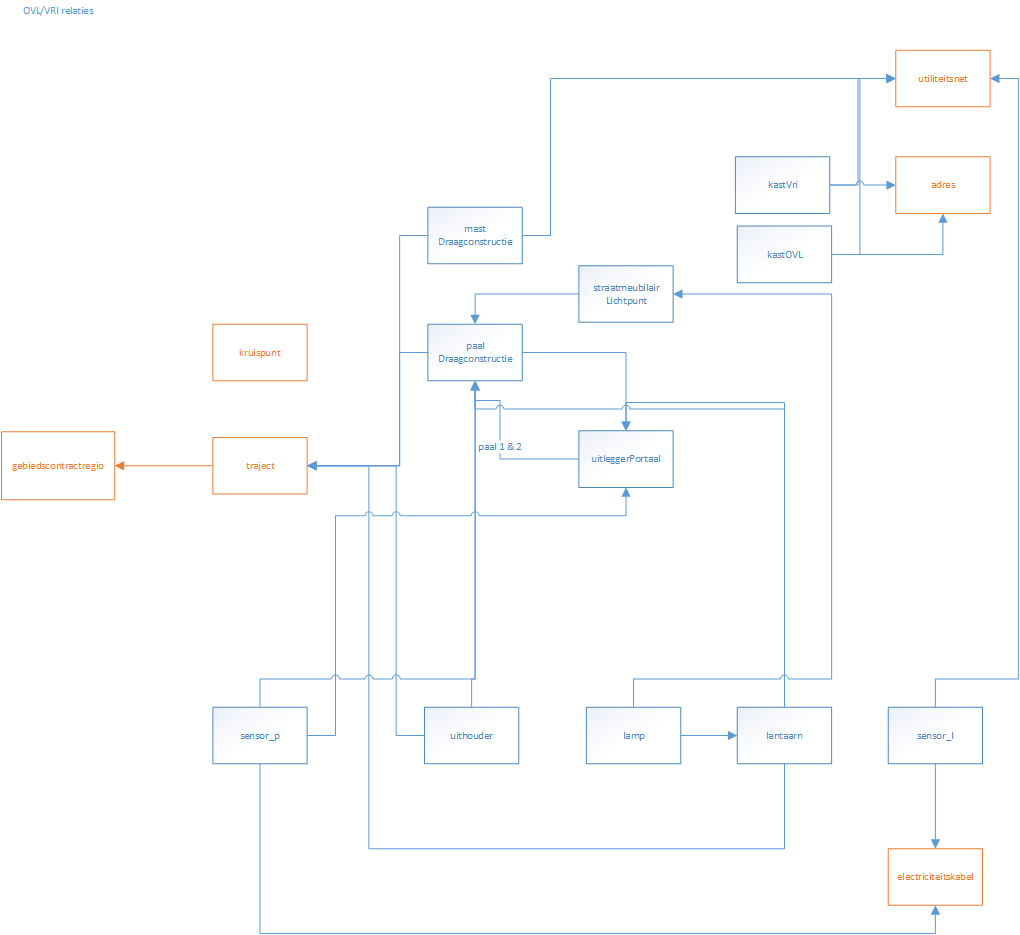 OVL/VRI relaties
utiliteitsnet
kastVri
adres
mast
Draagconstructie
kastOVL
straatmeubilair
Lichtpunt
kruispunt
paal
Draagconstructie
paal 1 & 2
uitleggerPortaal
gebiedscontractregio
traject
sensor_p
uithouder
lamp
lantaarn
sensor_l
electriciteitskabel